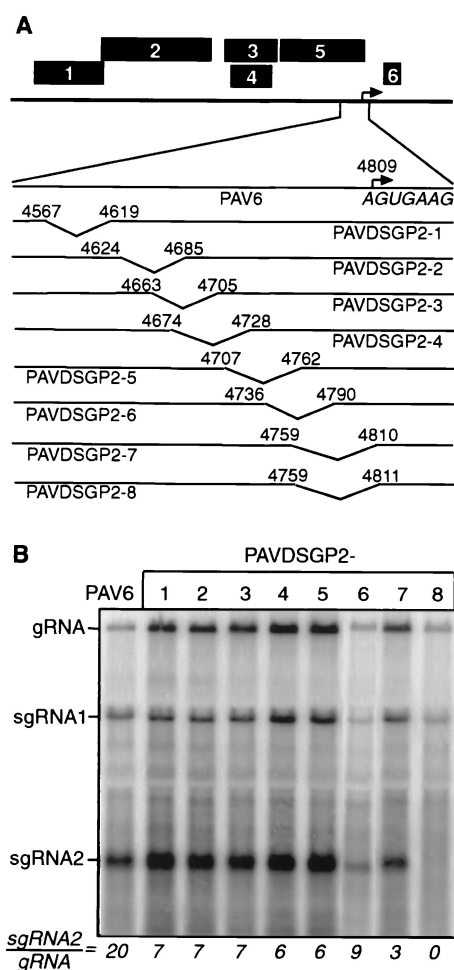 A
2
3
5
1
4
6
4809
PAV6
AGUGAAG
4567
4619
PAVDSGP2-1
4624
4685
PAVDSGP2-2
4663
4705
PAVDSGP2-3
4674
4728
PAVDSGP2-4
4707
4762
PAVDSGP2-5
4736
4790
PAVDSGP2-6
4759
4810
PAVDSGP2-7
4759
4811
PAVDSGP2-8
B
PAVDSGP2-
PAV6 1 2 3 4 5 6 7 8
gRNA
sgRNA1
sgRNA2
sgRNA2
gRNA
= 20 7 7 7 6 6 9 3 0